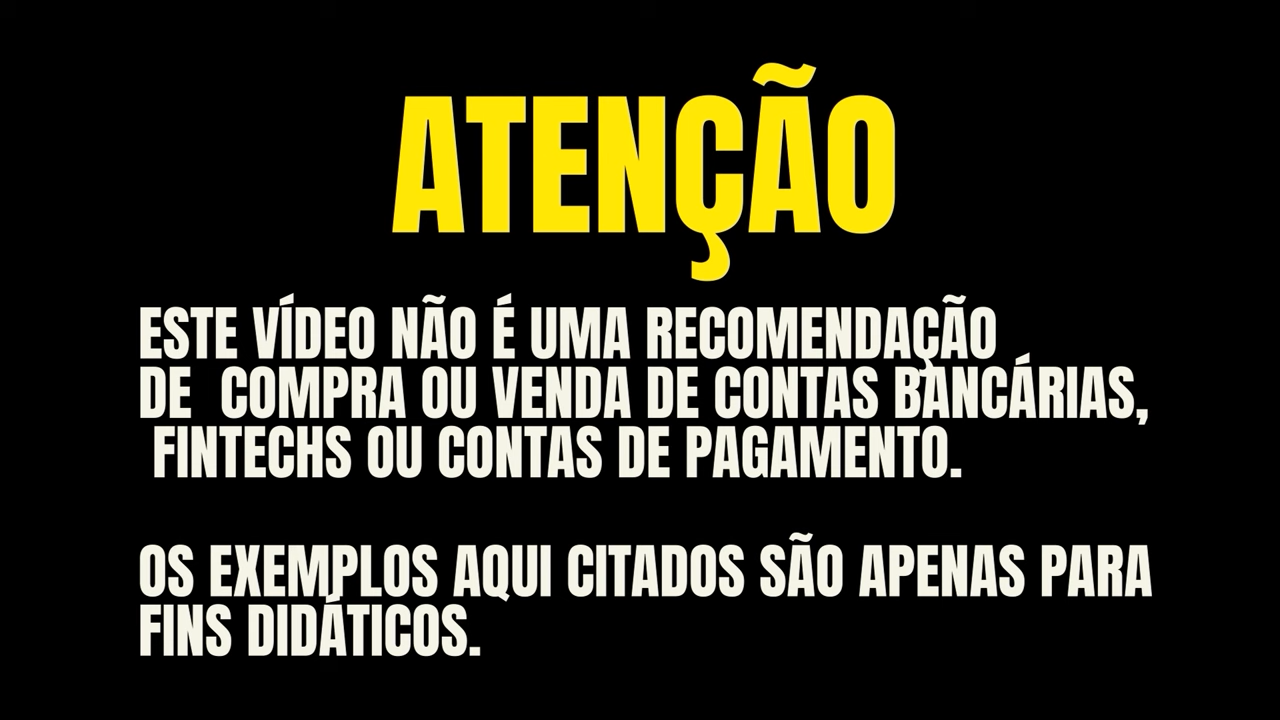 ATENÇÃO
ESTE VÍDEO NÃO É UMA RECOMENDAÇÃO
DE COMPRA OU VENDA DE CONTAS BANCÁRIAS,
FINTECHS OU CONTAS DE PAGAMENTO.
OS EXEMPLOS AQUI CITADOS SÃO APENAS PARA
FINS DIDÁTICOS.